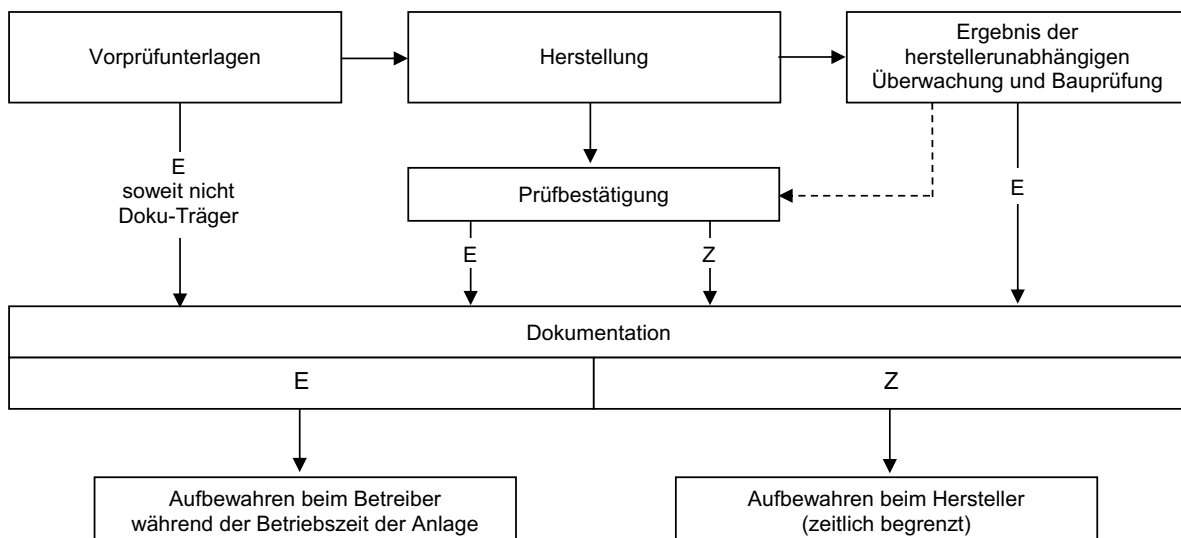 Vorprüfunterlagen
Herstellung
Ergebnis der
herstellerunabhängigen
Überwachung und Bauprüfung
E
soweit nicht
Doku-Träger
Prüfbestätigung
E
E
Z
Dokumentation
E
Z
Aufbewahren beim Betreiber
während der Betriebszeit der Anlage
Aufbewahren beim Hersteller
(zeitlich begrenzt)